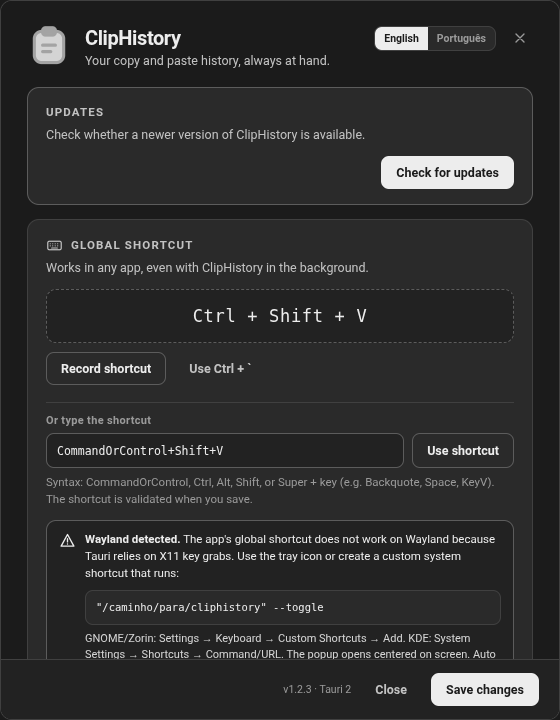 ClipHistory
English
Português
Your copy and paste history, always at hand.
UPDATES
Check whether a newer version of ClipHistory is available.
Check for updates
GLOBAL SHORTCUT
Works in any app, even with ClipHistory in the background.
Ctrl + Shift + V
Record shortcut
Use Ctrl + `
Or type the shortcut
CommandOrControl+Shift+V
Use shortcut
Syntax: CommandOrControl, Ctrl, Alt, Shift, or Super + key (e.g. Backquote, Space, KeyV).
The shortcut is validated when you save.
Wayland detected. The app's global shortcut does not work on Wayland because
Tauri relies on X11 key grabs. Use the tray icon or create a custom system
shortcut that runs:
"/caminho/para/cliphistory" --toggle
GNOME/Zorin: Settings → Keyboard → Custom Shortcuts → Add. KDE: System
Settings → Shortcuts → Command/URL. The popup opens centered on screen. Auto
v1.2.3 · Tauri 2
Close
Save changes